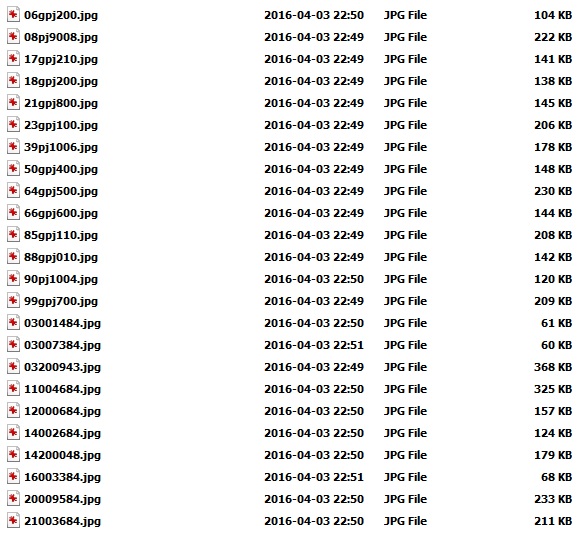 06gpj200.jpg 2016-04-03 22:50 JPG File 104 KB
08pj9008.jpg 2016-04-03 22:49 JPG File 222 KB
17gpj210.jpg 2016-04-03 22:49 JPG File 141 KB
18gpj200.jpg 2016-04-03 22:49 JPG File 138 KB
21gpj800.jpg 2016-04-03 22:49 JPG File 145 KB
23gpj100.jpg 2016-04-03 22:49 JPG File 206 KB
39pj1006.jpg 2016-04-03 22:49 JPG File 178 KB
50gpj400.jpg 2016-04-03 22:49 JPG File 148 KB
64gpj500.jpg 2016-04-03 22:49 JPG File 230 KB
66gpj600.jpg 2016-04-03 22:49 JPG File 144 KB
85gpj110.jpg 2016-04-03 22:49 JPG File 208 KB
88gpj010.jpg 2016-04-03 22:49 JPG File 142 KB
90pj1004.jpg 2016-04-03 22:50 JPG File 120 KB
99gpj700.jpg 2016-04-03 22:49 JPG File 209 KB
03001484.jpg 2016-04-03 22:50 JPG File 61 KB
03007384.jpg 2016-04-03 22:51 JPG File 60 KB
03200943.jpg 2016-04-03 22:49 JPG File 368 KB
11004684.jpg 2016-04-03 22:50 JPG File 325 KB
12000684.jpg 2016-04-03 22:50 JPG File 157 KB
14002684.jpg 2016-04-03 22:50 JPG File 124 KB
14200048.jpg 2016-04-03 22:50 JPG File 179 KB
16003384.jpg 2016-04-03 22:51 JPG File 68 KB
20009584.jpg 2016-04-03 22:50 JPG File 233 KB
21003684.jpg 2016-04-03 22:50 JPG File 211 KB